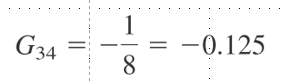 G34 = -1/8 = -0.125